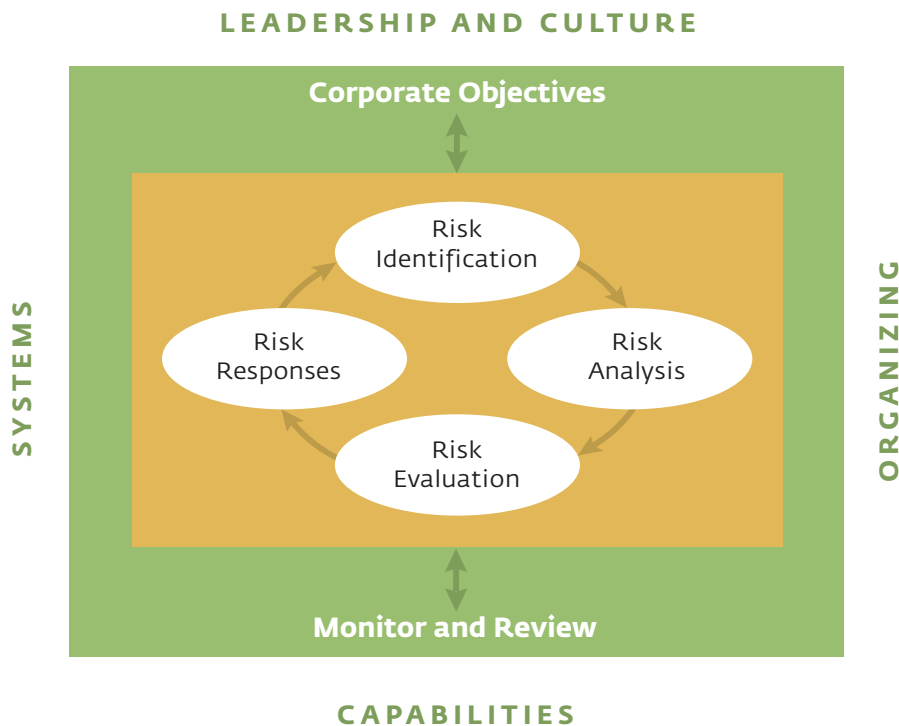 LEADERSHIP AND CULTURE
Corporate Objectives
Risk
Identification
Risk
Responses
Risk
Analysis
Risk
Evaluation
Monitor and Review
SYSTEMS
ORGANIZING
CAPABILITIES